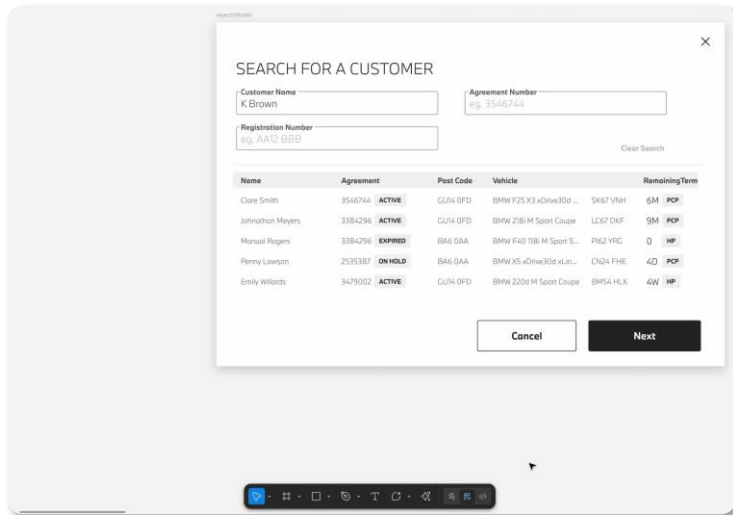 SEARCH FOR A CUSTOMER
Customer Name
K Brown
Agreement Number
eg. 3546744
Registration Number
eg. AA12 BBB
Clear Search
Name Agreement Post Code Vehicle RemainingTerm
Clare Smith 3546744 ACTIVE GU14 0FD BMW F25 X3 xDrive30d ... SK67 VNH 6M PCP
Johnathan Meyers 3384296 ACTIVE GU14 0FD BMW 218i M Sport Coupe LC67 DKF 9M PCP
Manual Rogers 3384296 EXPIRED BA6 0AA BMW F40 118i M Sport S... PI62 YRG 0 HP
Penny Lawson 2535387 ON HOLD BA6 0AA BMW X5 xDrive30d xLin... CN24 FHE 4D PCP
Emily Willards 3479002 ACTIVE GU14 0FD BMW 220d M Sport Coupe BM54 HLK 4W HP
Cancel
Next